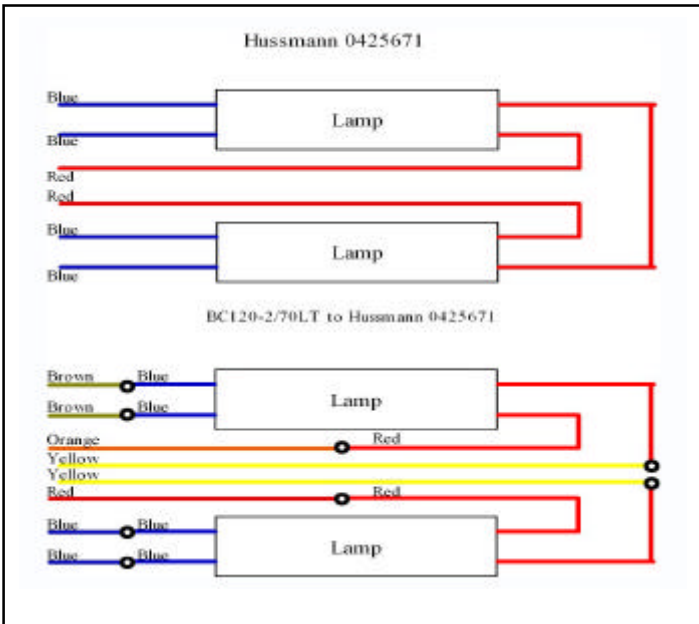 Hussmann 0425671
Blue
Lamp
Blue
Red
Red
Blue
Lamp
Blue
BC120-2/70LT to Hussmann 0425671
Brown Blue
Lamp
Brown Blue
Orange Red
Yellow
Yellow
Red Red
Blue Blue
Lamp
Blue Blue